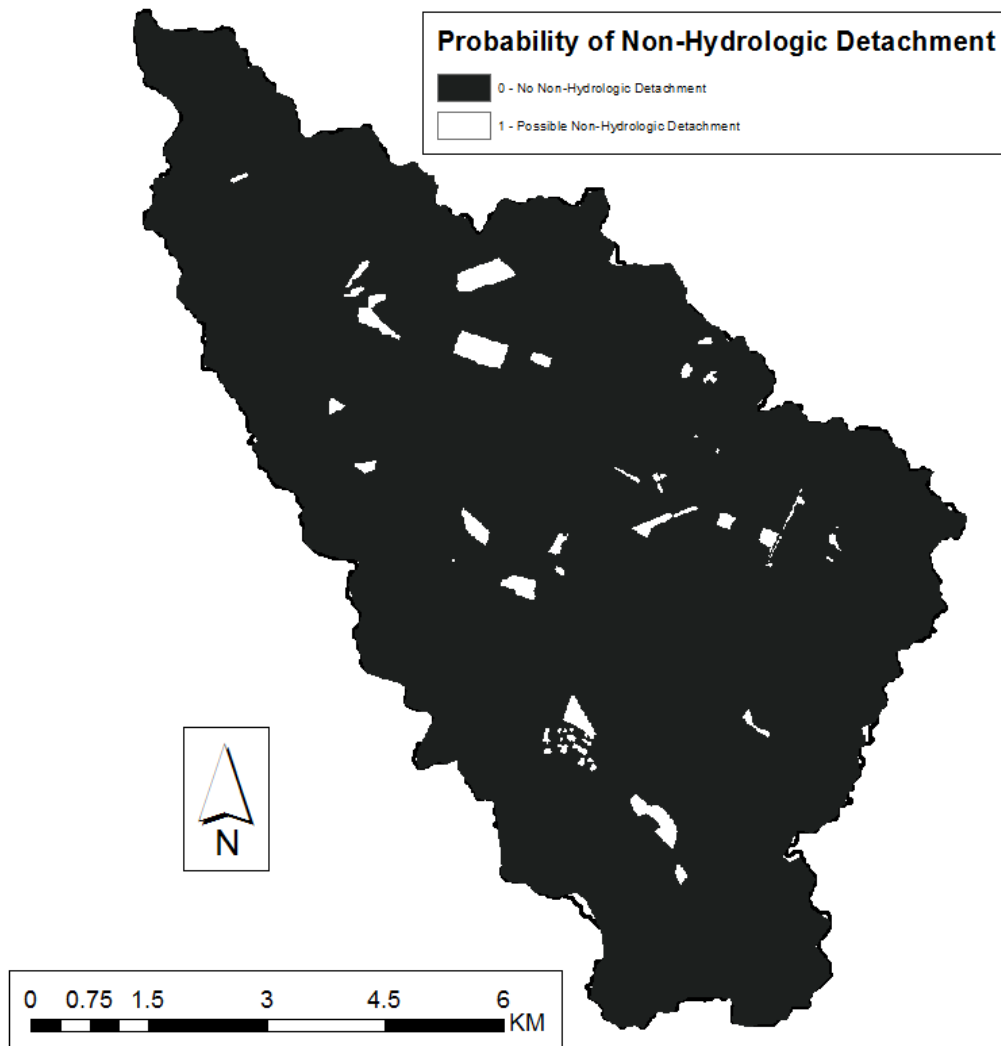 Probability of Non-Hydrologic Detachment
0 - No Non-Hydrologic Detachment
1 - Possible Non-Hydrologic Detachment
N
0 0.75 1.5 3 4.5 6
KM